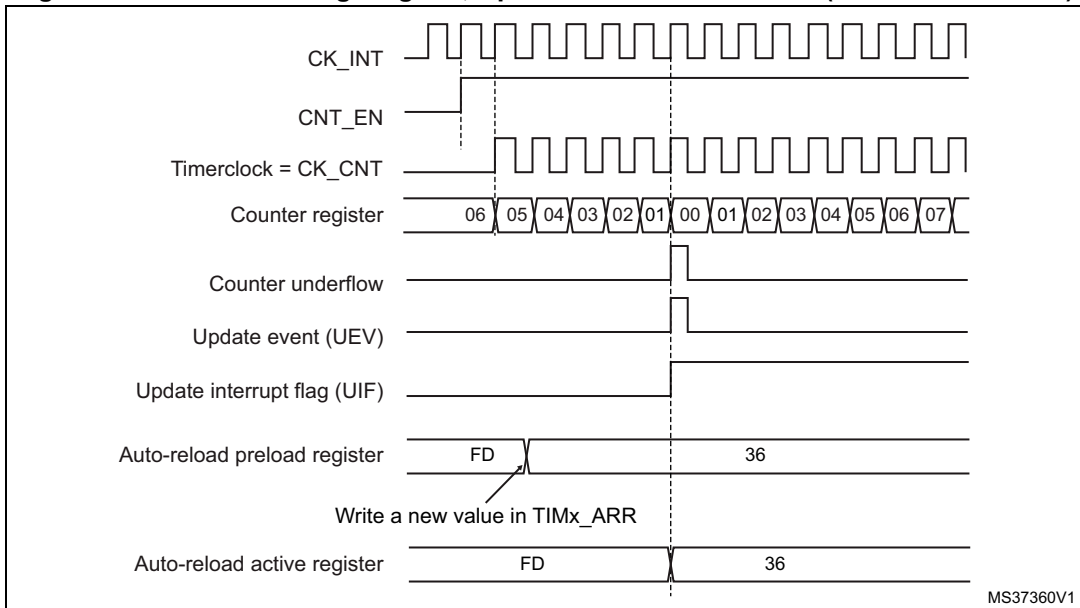 CK_INT
CNT_EN
Timerclock = CK_CNT
Counter register 06 05 04 03 02 01 00 01 02 03 04 05 06 07
Counter underflow
Update event (UEV)
Update interrupt flag (UIF)
Auto-reload preload register FD 36
Write a new value in TIMx_ARR
Auto-reload active register FD 36
MS37360V1